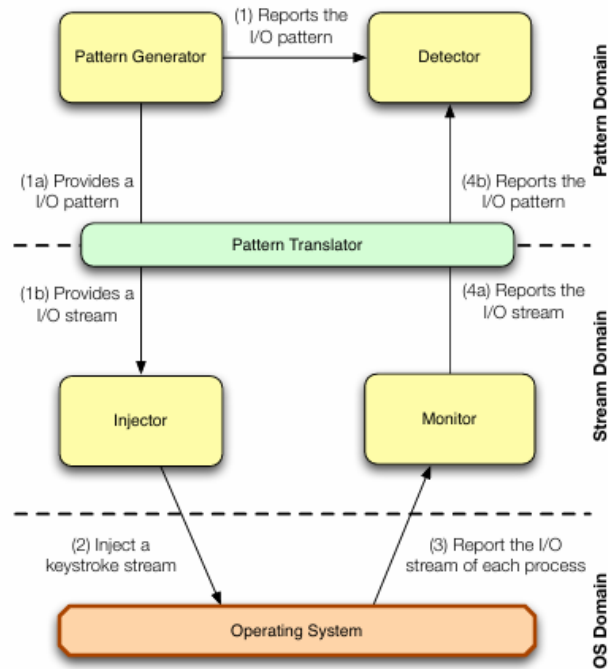 (1) Reports the
I/O pattern
Pattern Generator
Detector
Pattern Domain
(1a) Provides a
I/O pattern
(4b) Reports the
I/O pattern
Pattern Translator
(1b) Provides a
I/O stream
(4a) Reports the
I/O stream
Stream Domain
Injector
Monitor
(2) Inject a
keystroke stream
(3) Report the I/O
stream of each process
Operating System
OS Domain